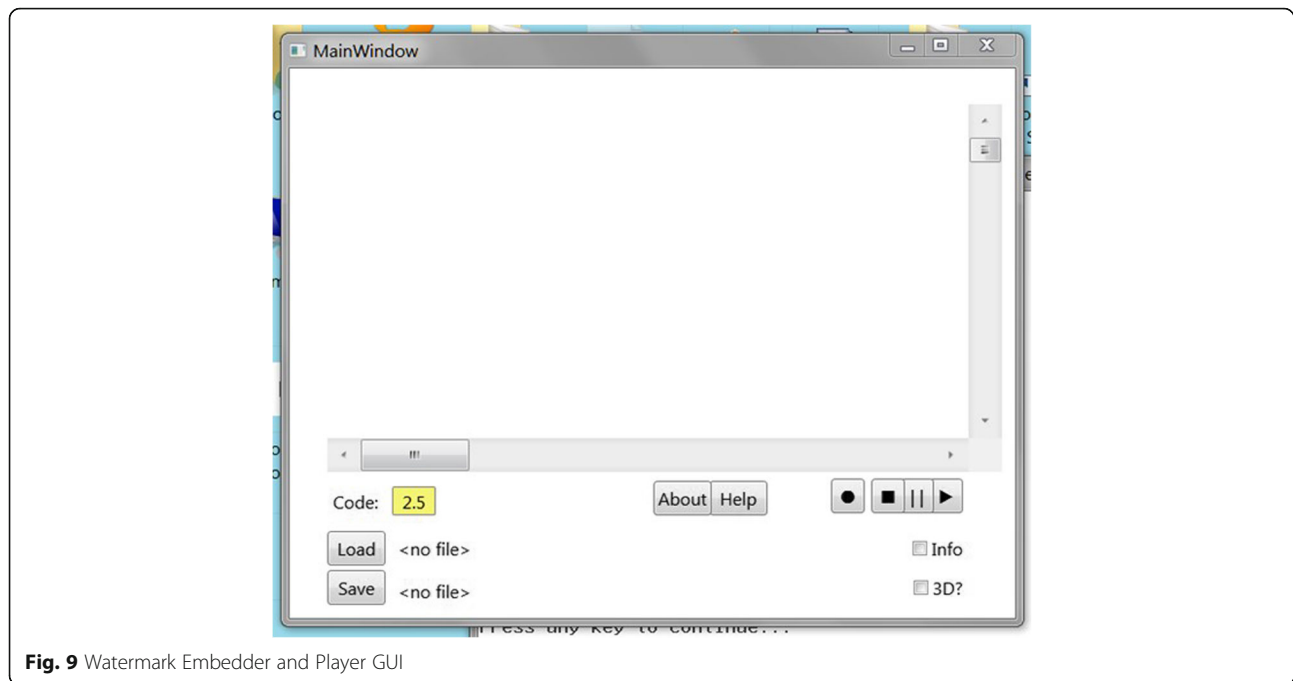 MainWindow
Code: 2.5
About Help
Load <no file>
Info
Save <no file>
3D?
Press any key to continue...
Fig. 9 Watermark Embedder and Player GUI